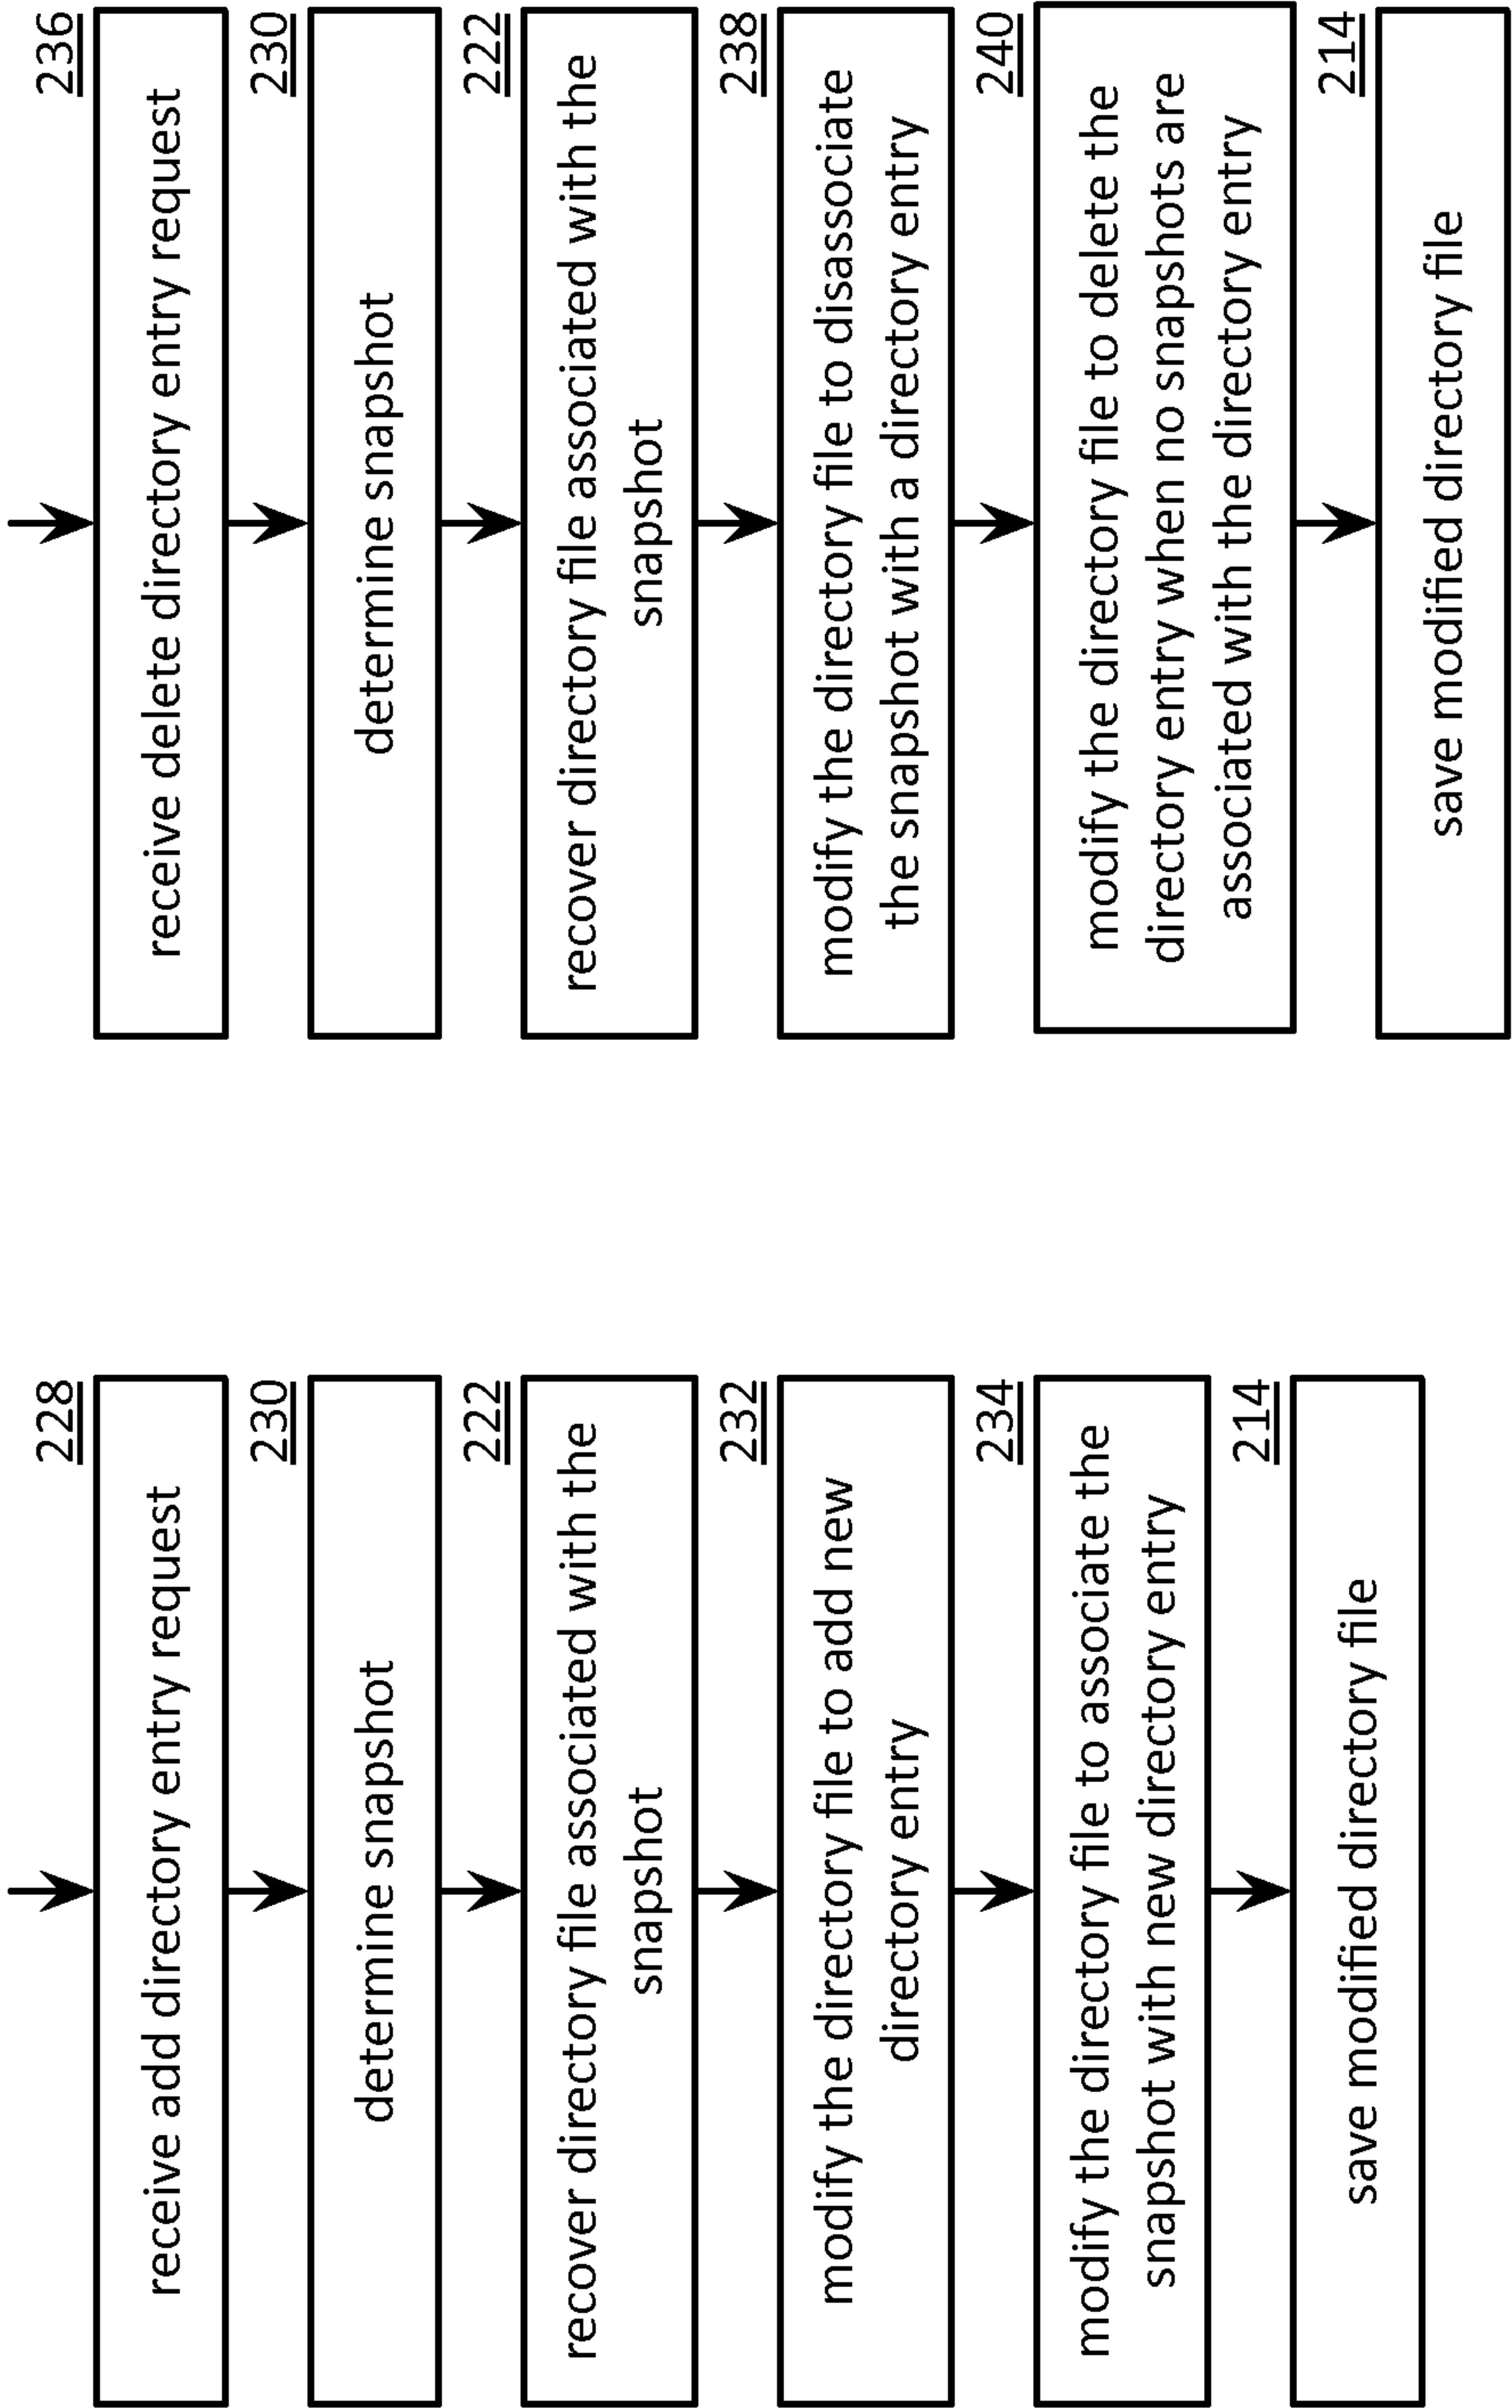 228
receive add directory entry request
230
determine snapshot
222
recover directory file associated with the
snapshot
232
modify the directory file to add new
directory entry
234
modify the directory file to associate the
snapshot with new directory entry
214
save modified directory file
236
receive delete directory entry request
230
determine snapshot
222
recover directory file associated with the
snapshot
238
modify the directory file to disassociate
the snapshot with a directory entry
240
modify the directory file to delete the
directory entry when no snapshots are
associated with the directory entry
214
save modified directory file